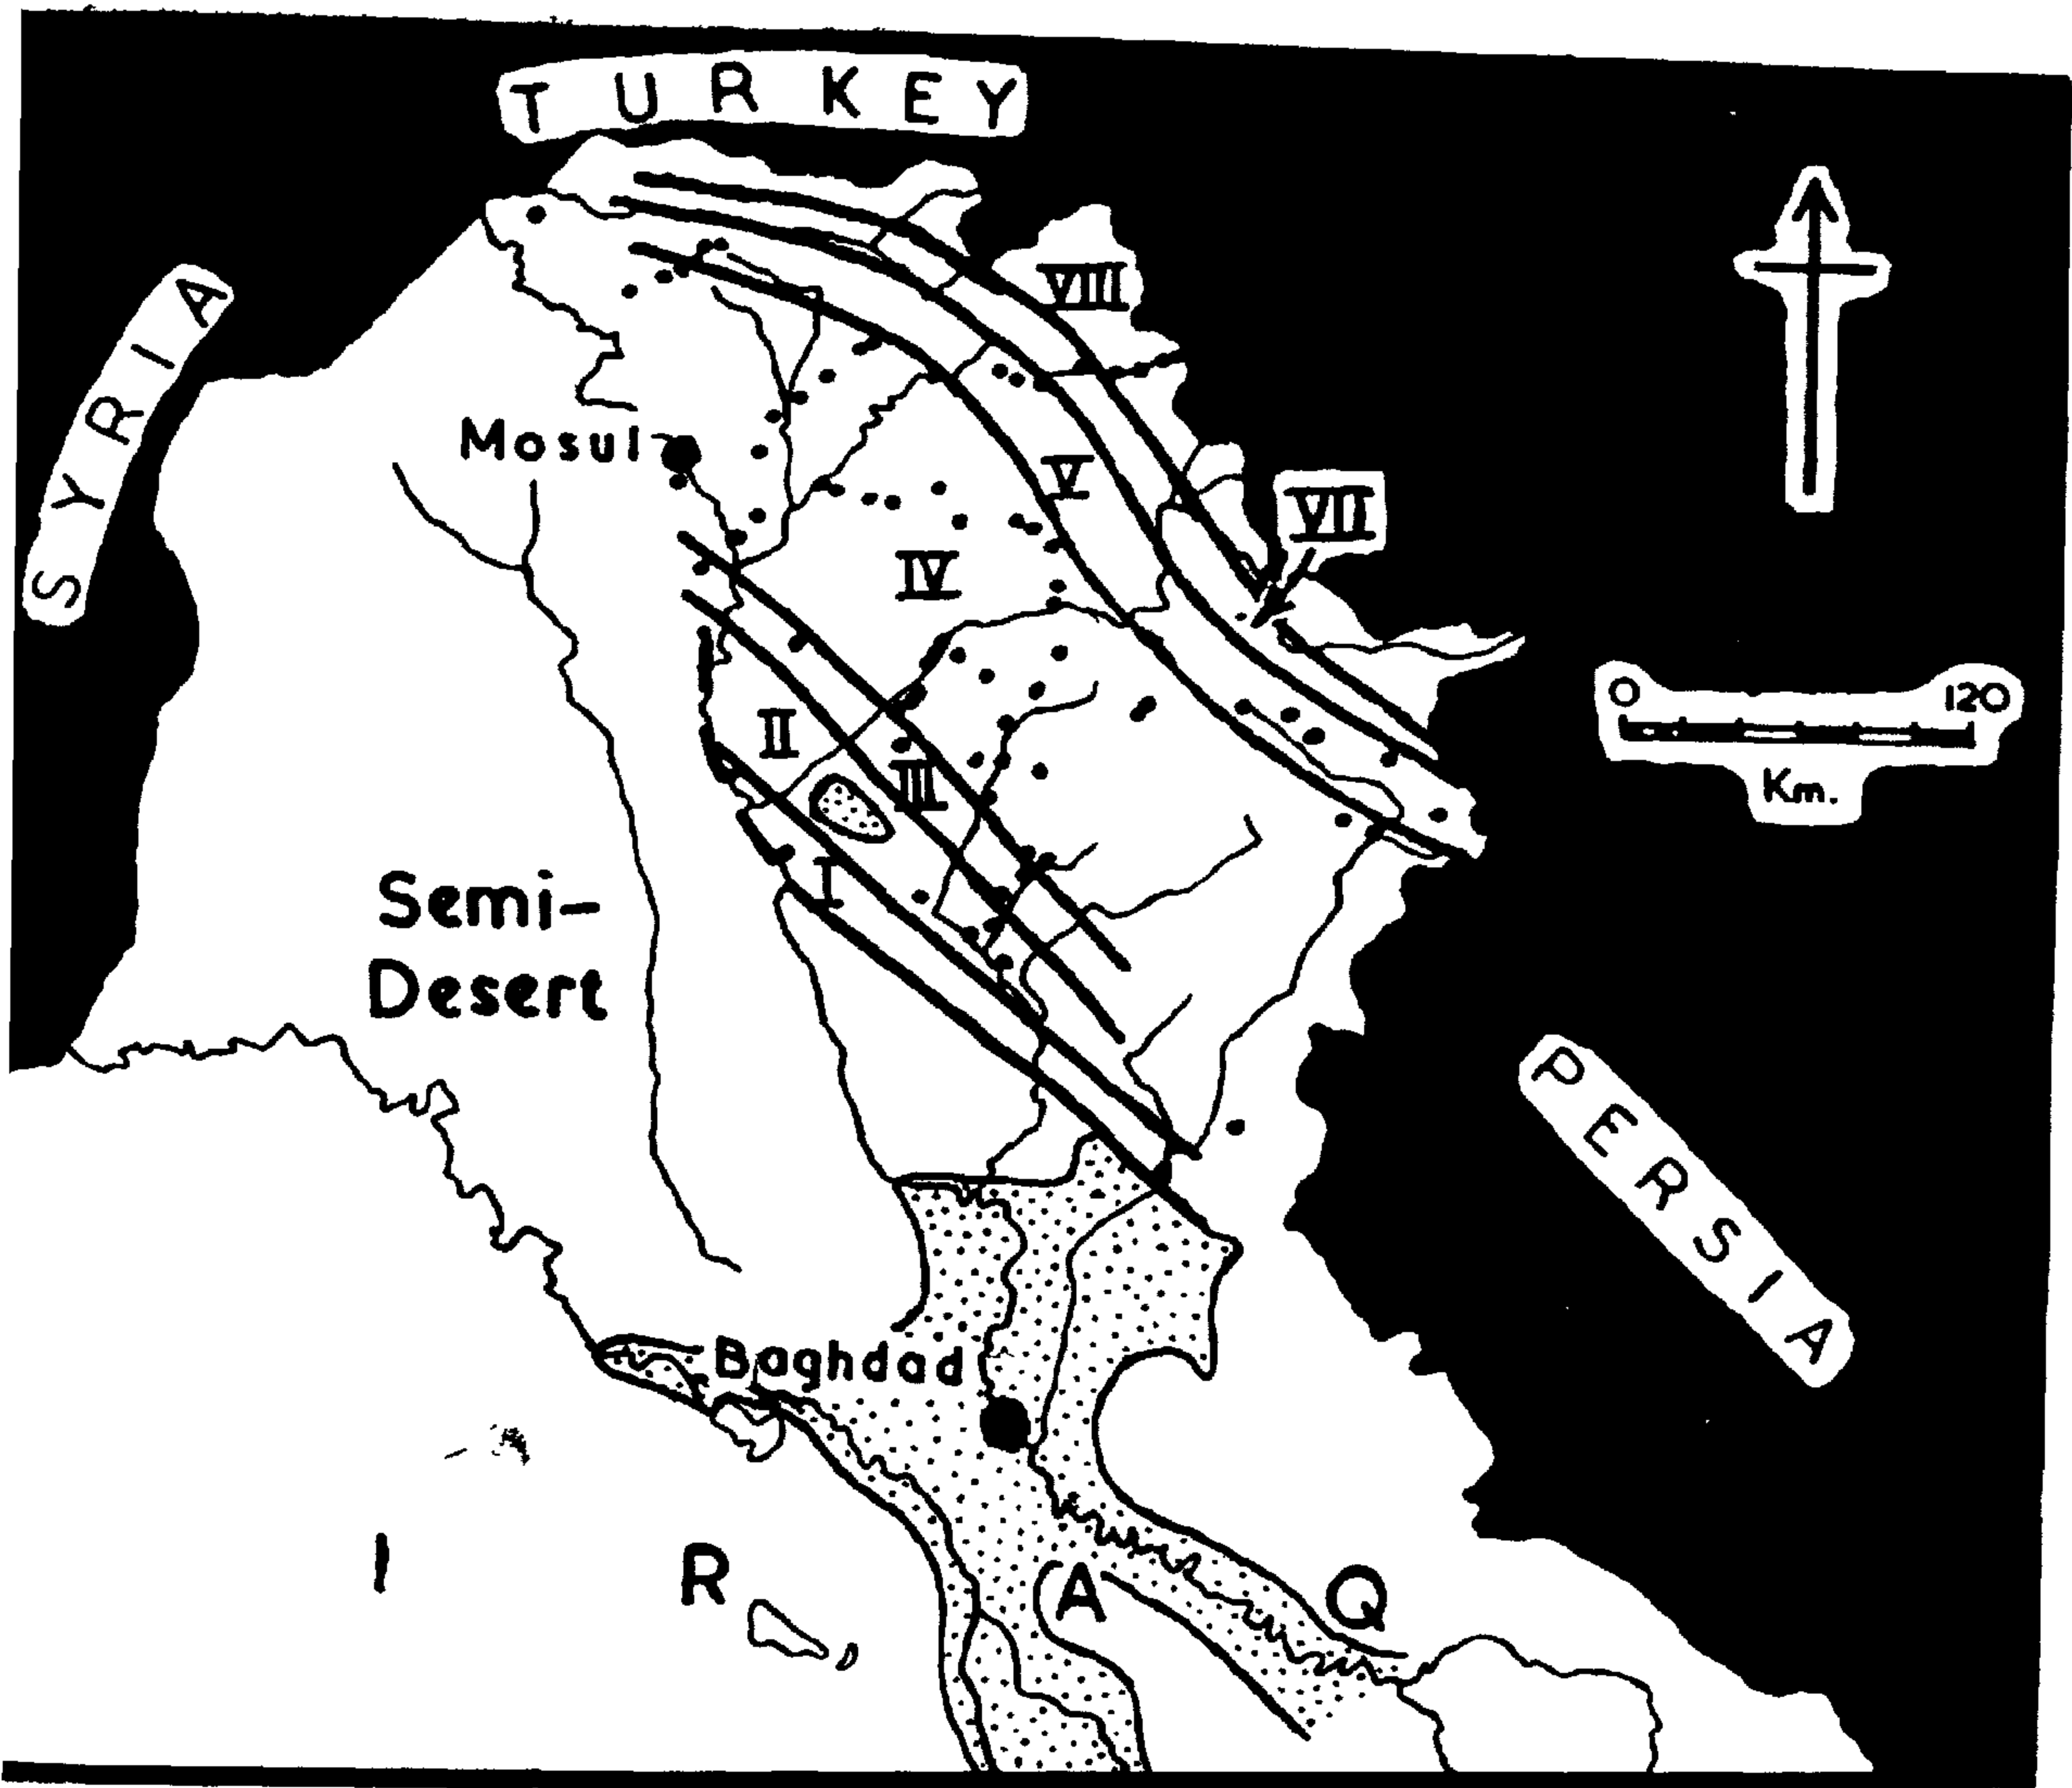 TURKEY
SYRIA
VIII
Mosul
V
VII
IV
0 120
Km.
II
III
I
Semi-
Desert
PERSIA
Baghdad
I R A Q